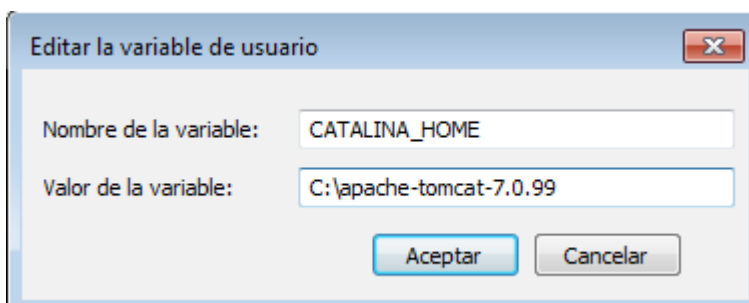 Editar la variable de usuario
Nombre de la variable: CATALINA_HOME
Valor de la variable: C:\apache-tomcat-7.0.99
Aceptar Cancelar